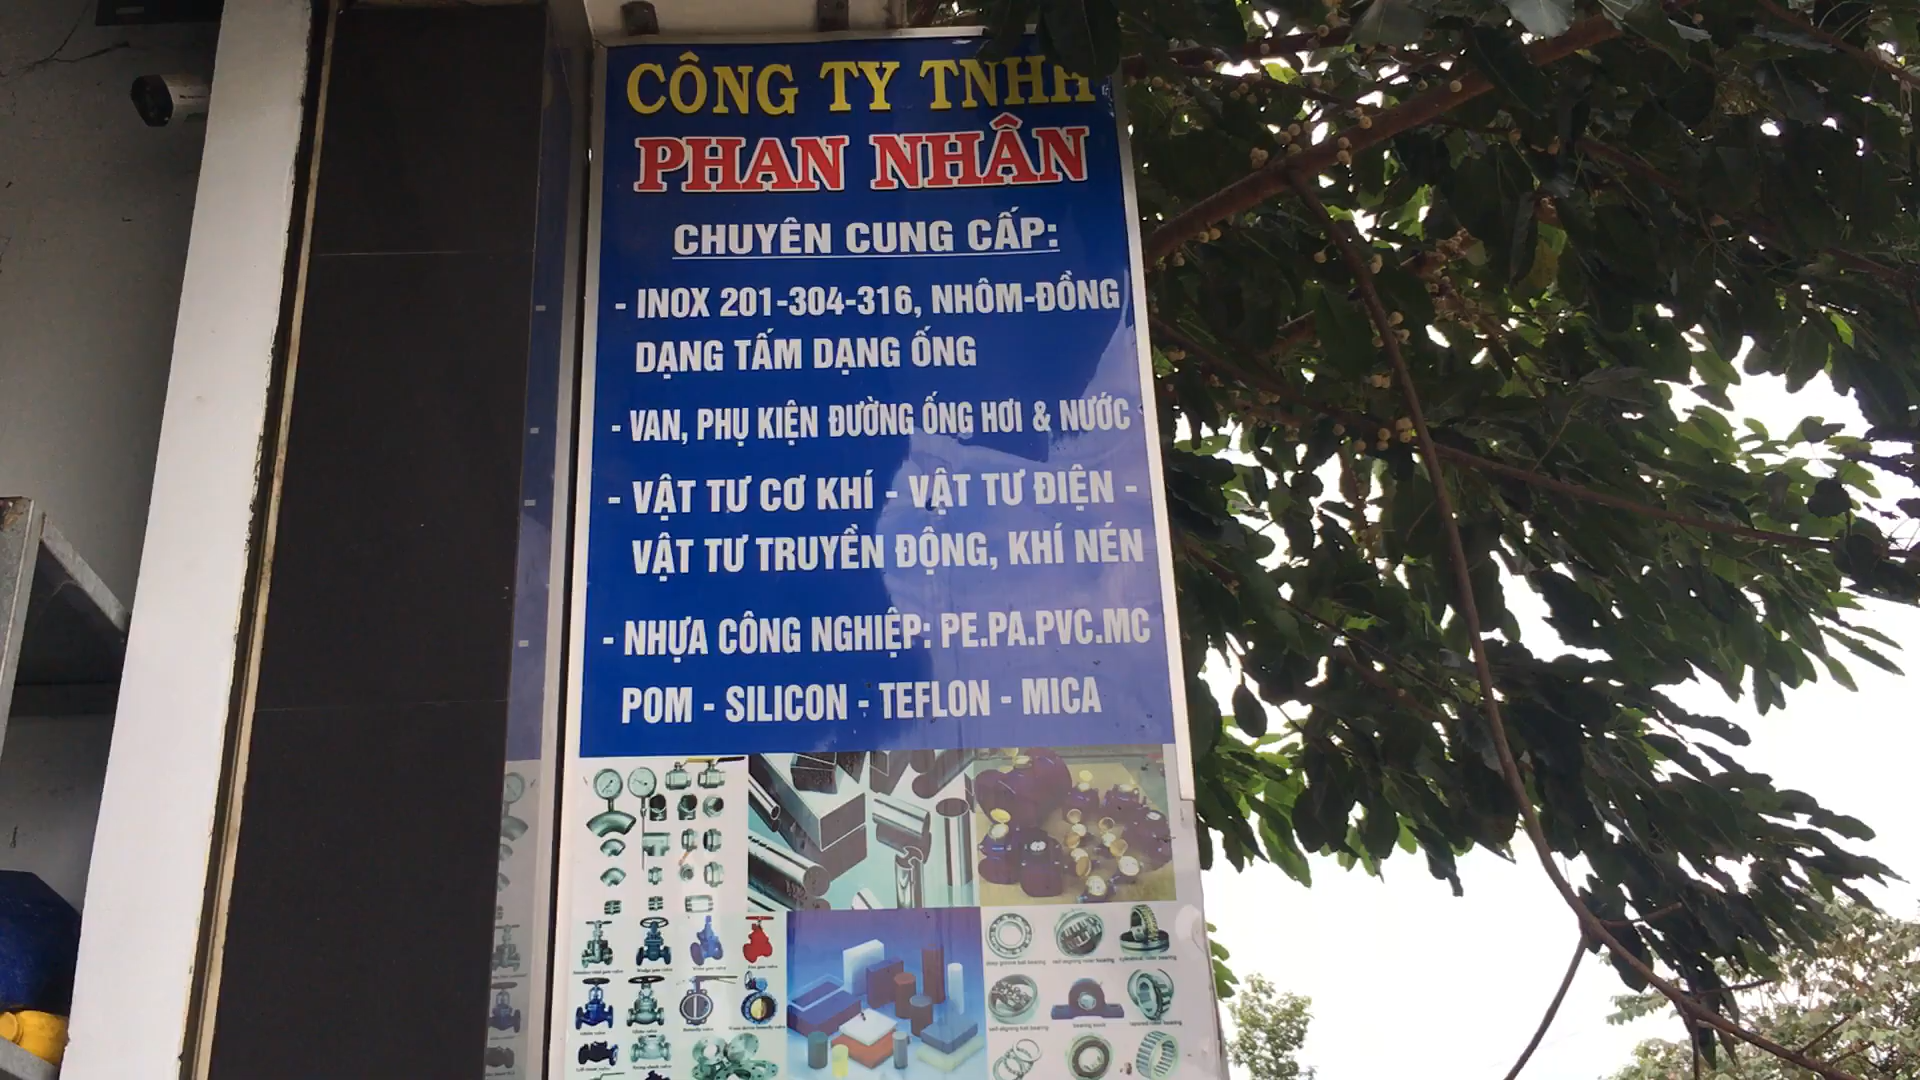 CÔNG TY TNHH
PHAN NHÂN
CHUYÊN CUNG CẤP:
- INOX 201-304-316, NHÔM-ĐỒNG
DẠNG TẤM DẠNG ỐNG
- VAN, PHỤ KIỆN ĐƯỜNG ỐNG HƠI & NƯỚC
- VẬT TƯ CƠ KHÍ - VẬT TƯ ĐIỆN -
VẬT TƯ TRUYỀN ĐỘNG, KHÍ NÉN
- NHỰA CÔNG NGHIỆP: PE.PA.PVC.MC
POM - SILICON - TEFLON - MICA